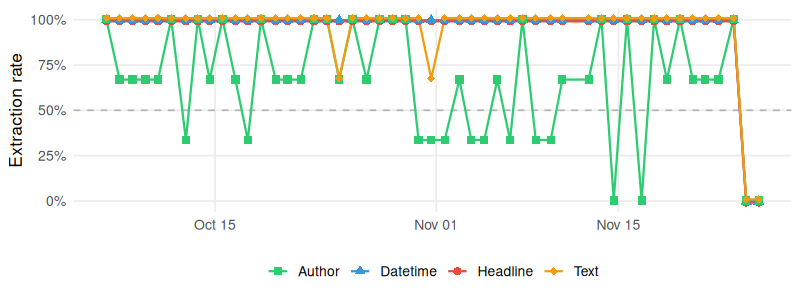 100%
75%
50%
25%
0%
Extraction rate
Oct 15
Nov 01
Nov 15
Author
Datetime
Headline
Text